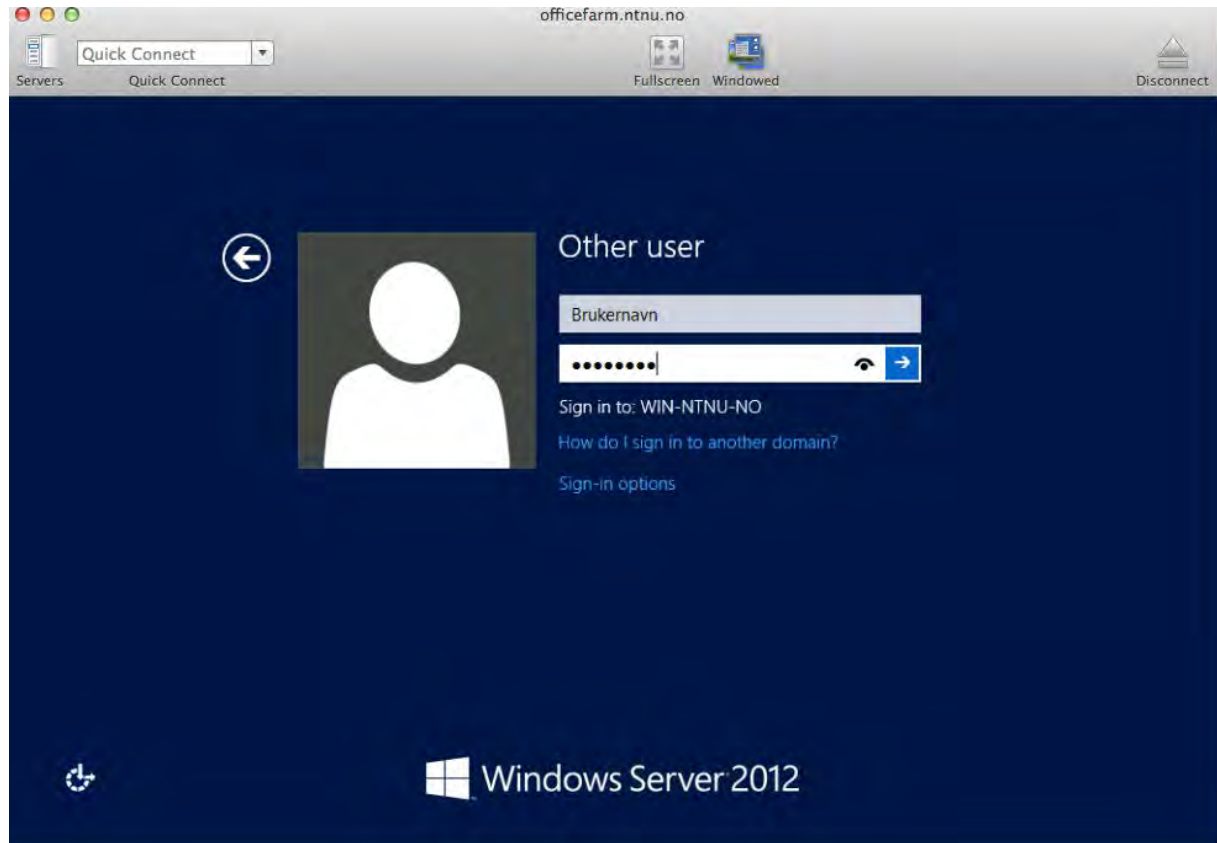 officefarm.ntnu.no
Quick Connect
Servers
Quick Connect
Fullscreen
Windowed
Disconnect
Other user
Brukernavn
••••••••
Sign in to: WIN-NTNU-NO
How do I sign in to another domain?
Sign-in options
Windows Server 2012